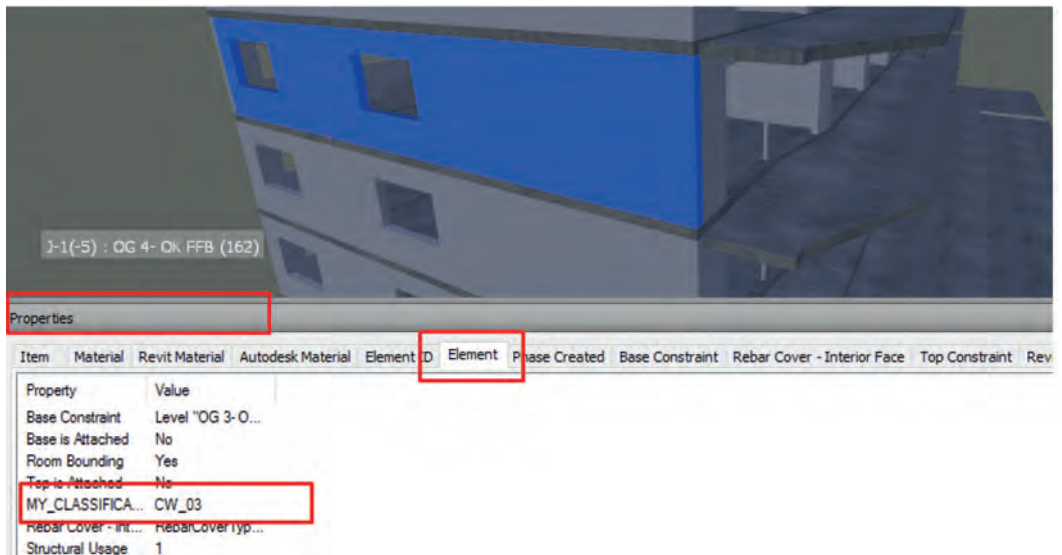 J-1(-5) : OG 4- OK FFB (162)
Properties
Item Material Revit Material Autodesk Material Element ID Element Phase Created Base Constraint Rebar Cover - Interior Face Top Constraint Revi
Property Value
Base Constraint Level "OG 3- O...
Base is Attached No
Room Bounding Yes
Top is Attached No
MY_CLASSIFICA... CW_03
Rebar Cover - Int... RebarCoverTyp...
Structural Usage 1